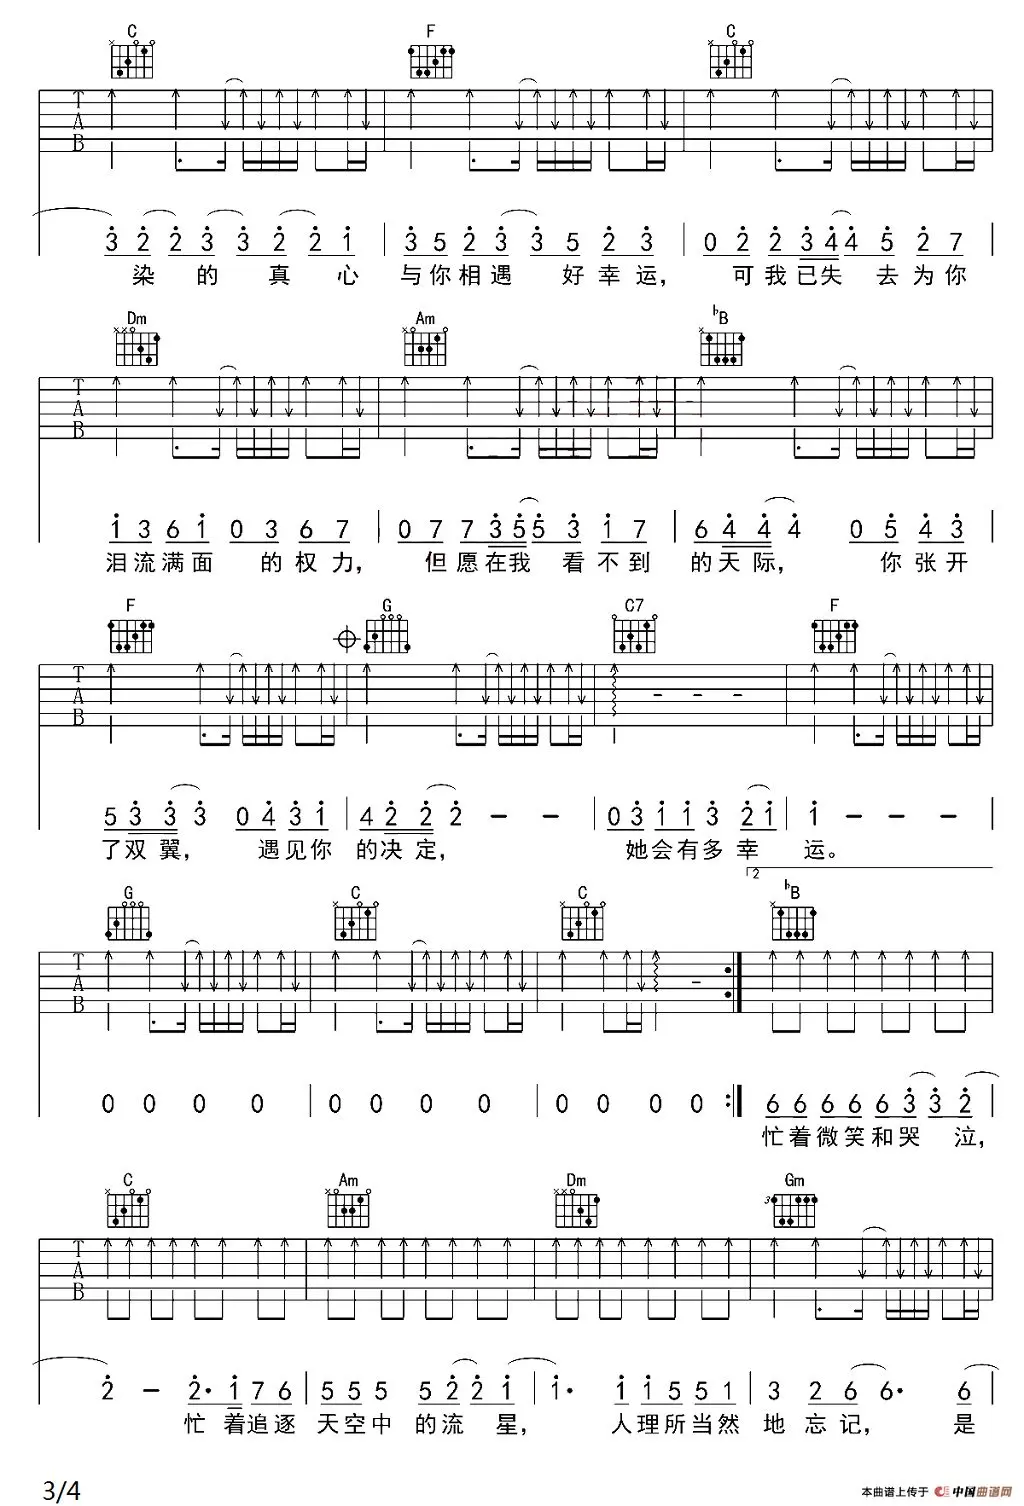 C F C
T
A
B
3 2 2 3 3 2 2 1 3 5 2 3 3 5 2 3 0 2 2 3 4 4 5 2 7
染 的 真 心 与你相遇 好幸运, 可我已失 去为你
Dm Am ♭B
T
A
B
1 3 6 1 0 3 6 7 0 7 7 3 5 5 3 1 7 6 4 4 4 0 5 4 3
泪流满面 的权力, 但愿在我 看不到 的天际, 你张开
F G C7 F
T
A
B
5 3 3 3 0 4 3 1 4 2 2 2 - - 0 3 1 1 3 2 1 1 - - -
了双翼, 遇见你 的决定, 她会有多幸 运。
2
G C C ♭B
T
A
B
0 0 0 0 0 0 0 0 0 0 0 0 6 6 6 6 6 3 3 2
忙着微笑和哭 泣,
C Am Dm Gm
3
T
A
B
2 - 2· 1 7 6 5 5 5 5 5 2 2 1 1· 1 1 5 5 1 3 2 6 6· 6
忙 着追逐 天空中 的流 星, 人理所当然 地忘记, 是
3/4
本曲谱上传于 中国曲谱网